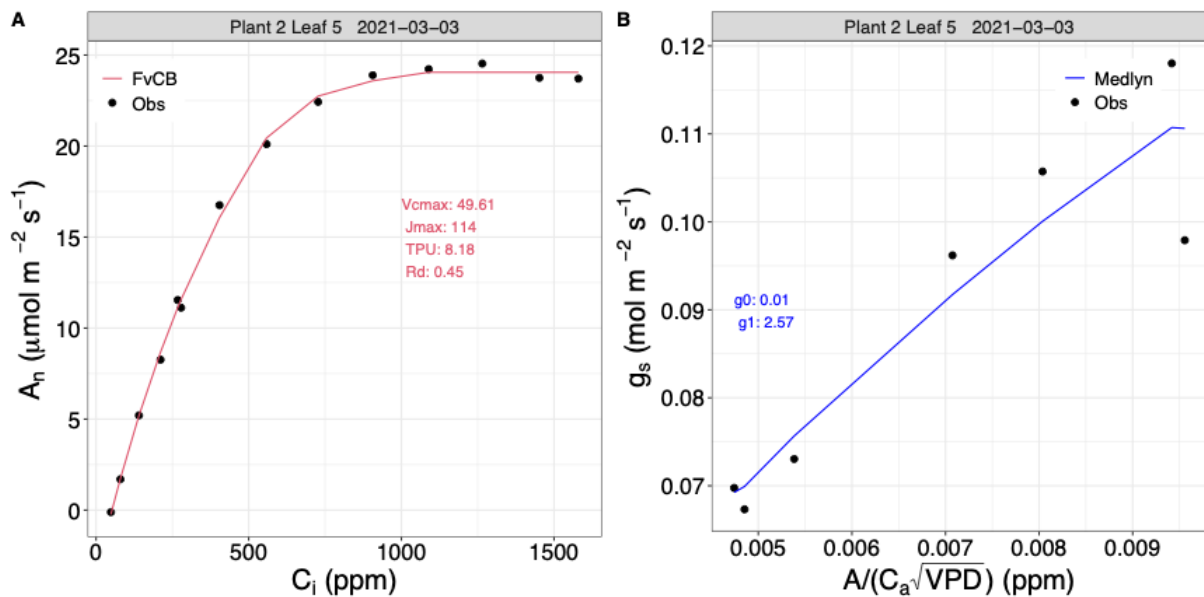 A
Plant 2 Leaf 5 2021−03−03
25
20
15
10
5
0
Aₙ (μmol m⁻² s⁻¹)
FvCB
Obs
Vcmax: 49.61
Jmax: 114
TPU: 8.18
Rd: 0.45
0 500 1000 1500
Cᵢ (ppm)
B
Plant 2 Leaf 5 2021−03−03
0.12
0.11
0.10
0.09
0.08
0.07
gₛ (mol m⁻² s⁻¹)
Medlyn
Obs
g0: 0.01
g1: 2.57
0.005 0.006 0.007 0.008 0.009
A/(Cₐ√VPD) (ppm)